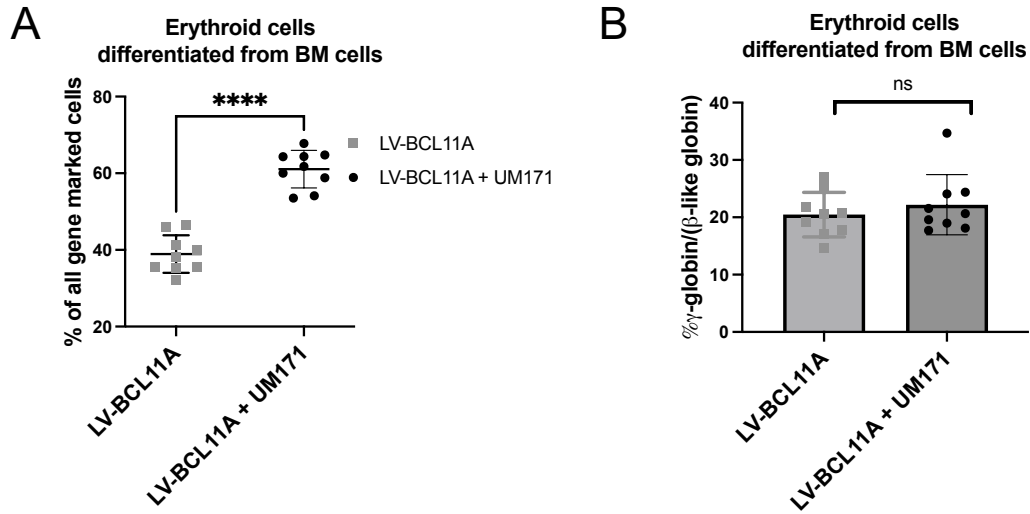 A
Erythroid cells
differentiated from BM cells
% of all gene marked cells
80
60
40
20
****
LV-BCL11A
LV-BCL11A + UM171
LV-BCL11A
LV-BCL11A + UM171
B
Erythroid cells
differentiated from BM cells
%γ-globin/(β-like globin)
40
30
20
10
0
ns
LV-BCL11A
LV-BCL11A + UM171